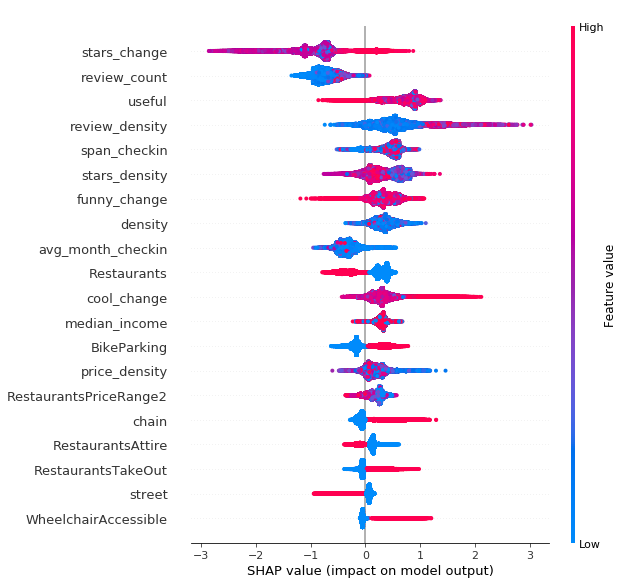 High
stars_change
review_count
useful
review_density
span_checkin
stars_density
funny_change
density
avg_month_checkin
Restaurants
cool_change
median_income
BikeParking
price_density
RestaurantsPriceRange2
chain
RestaurantsAttire
RestaurantsTakeOut
street
WheelchairAccessible
Feature value
Low
−3 −2 −1 0 1 2 3
SHAP value (impact on model output)